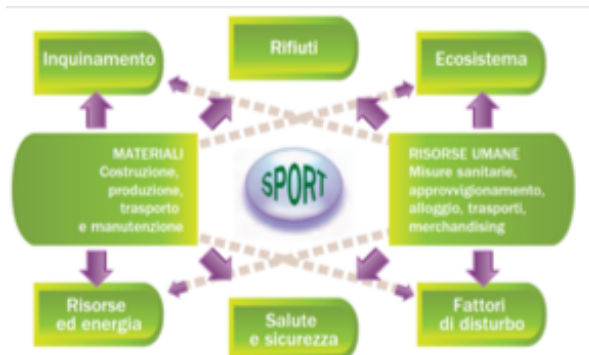 Inquinamento
Rifiuti
Ecosistema
MATERIALI
Costruzione,
produzione,
trasporto
e manutenzione
SPORT
RISORSE UMANE
Misure sanitarie,
approvvigionamento,
alloggio, trasporti,
merchandising
Risorse
ed energia
Salute
e sicurezza
Fattori
di disturbo